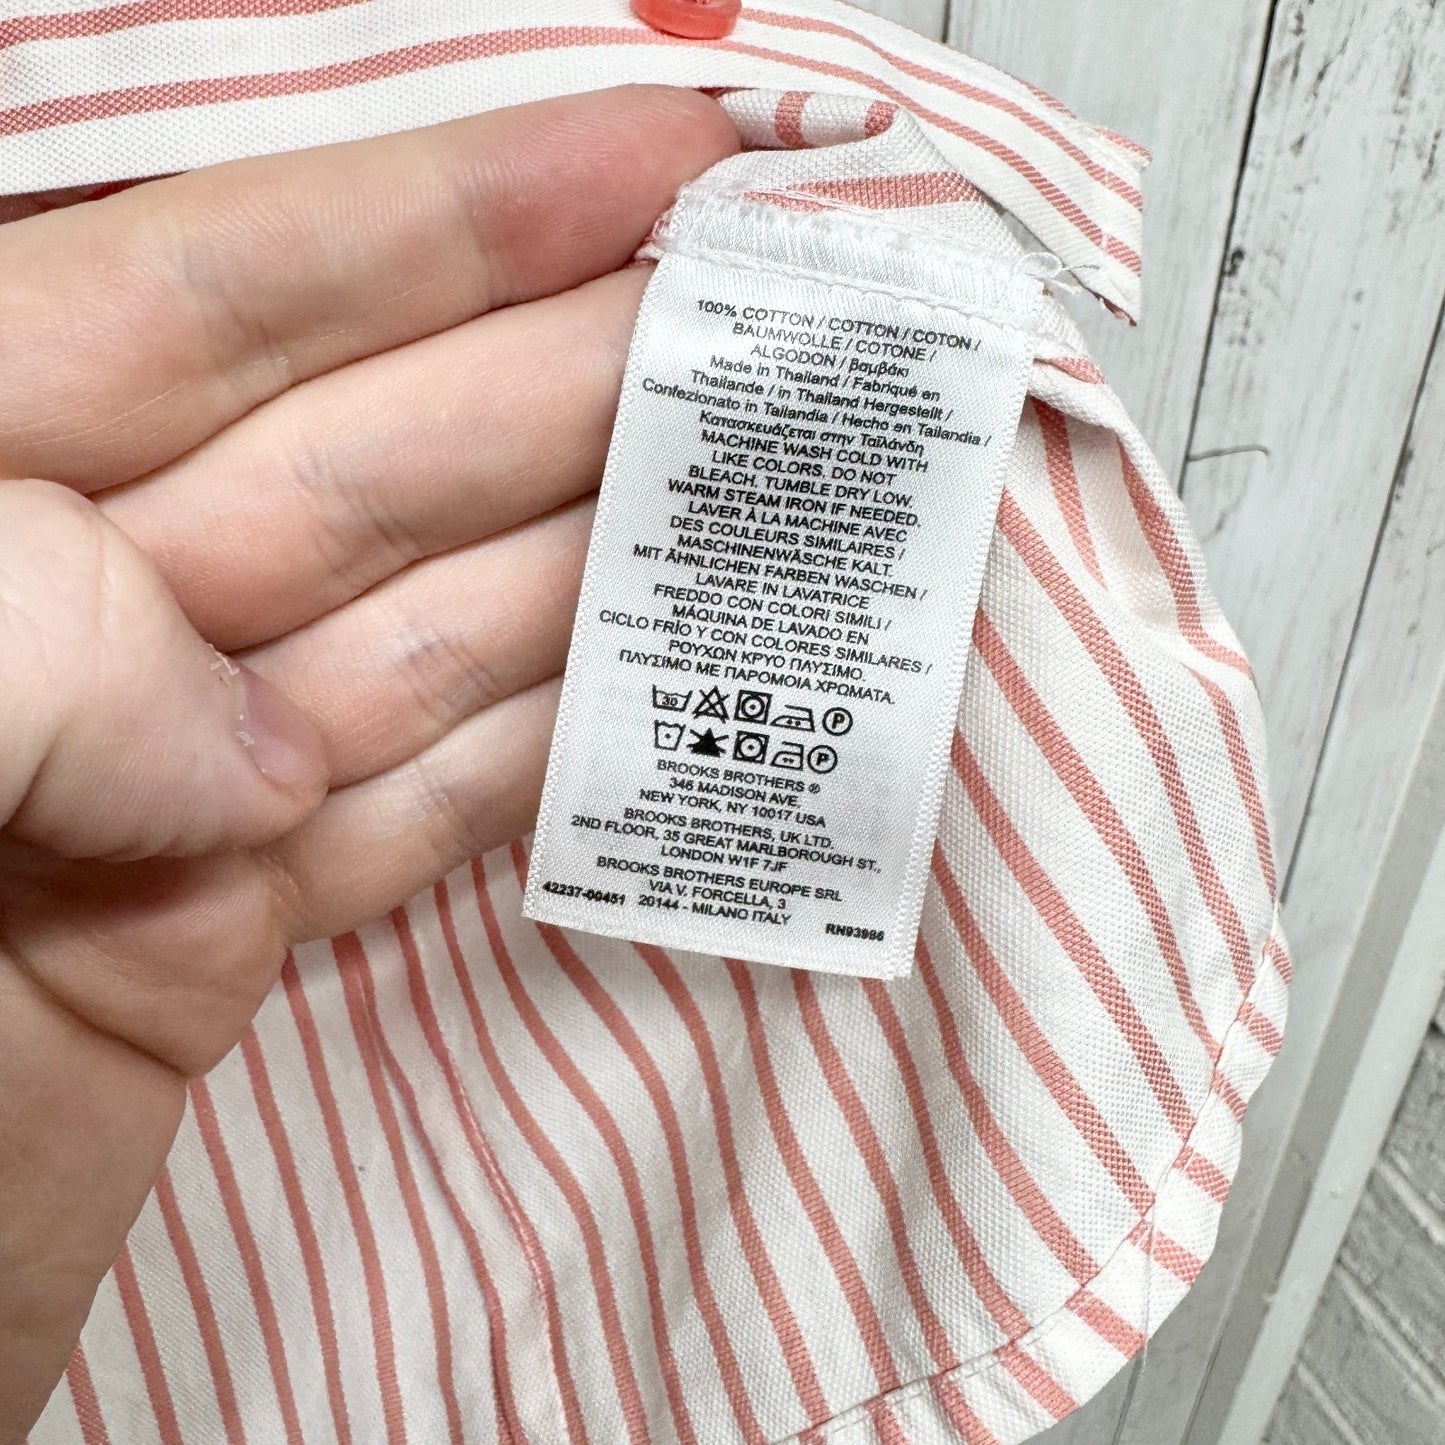 100% COTTON / COTTON / COTON /
BAUMWOLLE / COTONE /
ALGODON / βαμβάκι
Made in Thailand / Fabriqué en
Thailande / in Thailand Hergestellt /
Confezionato in Tailandia / Hecho en Tailandia /
Κατασκευάζεται στην Ταϊλάνδη
MACHINE WASH COLD WITH
LIKE COLORS. DO NOT
BLEACH. TUMBLE DRY LOW.
WARM STEAM IRON IF NEEDED.
LAVER À LA MACHINE AVEC
DES COULEURS SIMILAIRES /
MASCHINENWÄSCHE KALT.
MIT ÄHNLICHEN FARBEN WASCHEN /
LAVARE IN LAVATRICE
FREDDO CON COLORI SIMILI /
MÁQUINA DE LAVADO EN
CICLO FRÍO Y CON COLORES SIMILARES /
ΡΟΥΧΩΝ ΚΡΥΟ ΠΛΥΣΙΜΟ.
ΠΛΥΣΙΜΟ ΜΕ ΠΑΡΟΜΟΙΑ ΧΡΩΜΑΤΑ.
30 P
P
BROOKS BROTHERS ®
346 MADISON AVE.
NEW YORK, NY 10017 USA
BROOKS BROTHERS, UK LTD.
2ND FLOOR, 35 GREAT MARLBOROUGH ST.,
LONDON W1F 7JF
BROOKS BROTHERS EUROPE SRL
VIA V. FORCELLA, 3
42237-00451 20144 - MILANO ITALY
RN93986